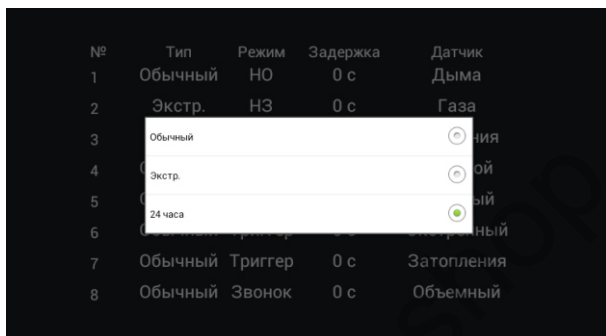 № Тип Режим Задержка Датчик
1 Обычный НО 0 с Дыма
2 Экстр. НЗ 0 с Газа
3
Обычный
4
Экстр.
5
24 часа
6
7 Обычный Триггер 0 с Затопления
8 Обычный Звонок 0 с Объемный